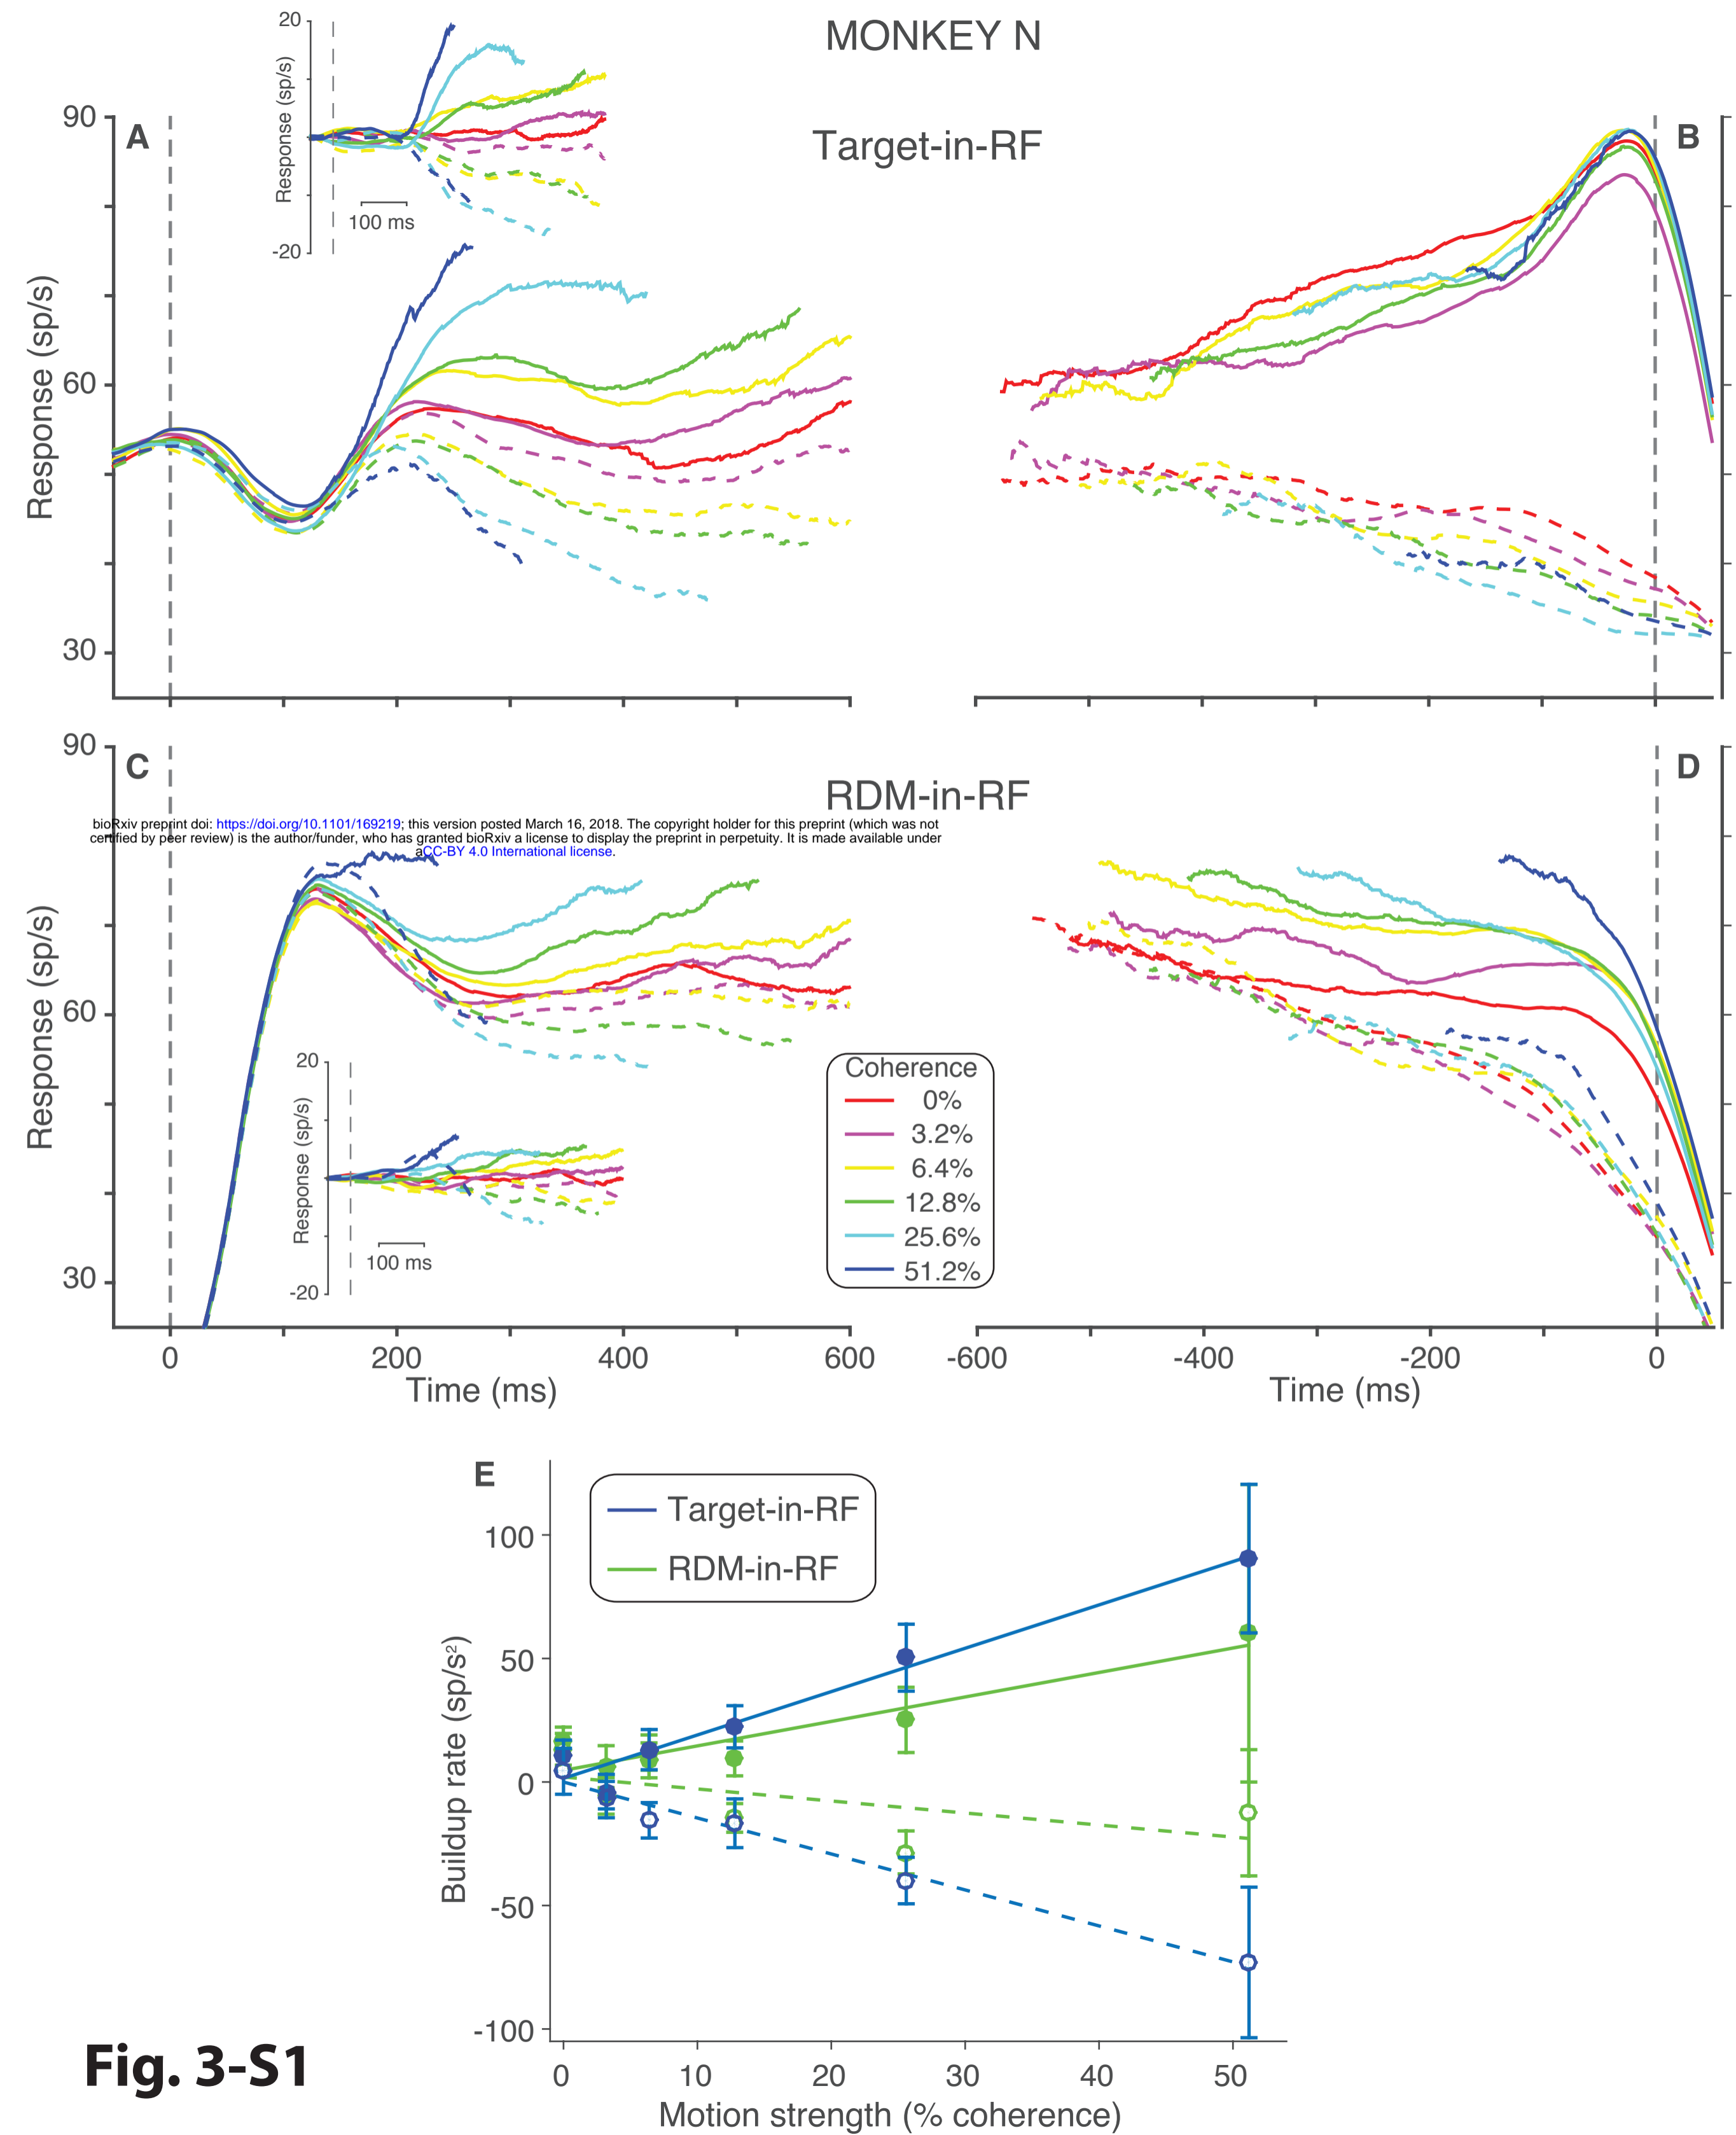 MONKEY N
20
Response (sp/s)
-20
100 ms
90
A
Target-in-RF
B
Response (sp/s)
60
30
90
C
RDM-in-RF
D
bioRxiv preprint doi: https://doi.org/10.1101/169219; this version posted March 16, 2018. The copyright holder for this preprint (which was not
certified by peer review) is the author/funder, who has granted bioRxiv a license to display the preprint in perpetuity. It is made available under
aCC-BY 4.0 International license.
Response (sp/s)
60
30
20
Response (sp/s)
-20
100 ms
Coherence
0%
3.2%
6.4%
12.8%
25.6%
51.2%
0 200 400 600
Time (ms)
-600 -400 -200 0
Time (ms)
E
Target-in-RF
RDM-in-RF
Buildup rate (sp/s²)
100
50
0
-50
-100
0 10 20 30 40 50
Motion strength (% coherence)
Fig. 3-S1